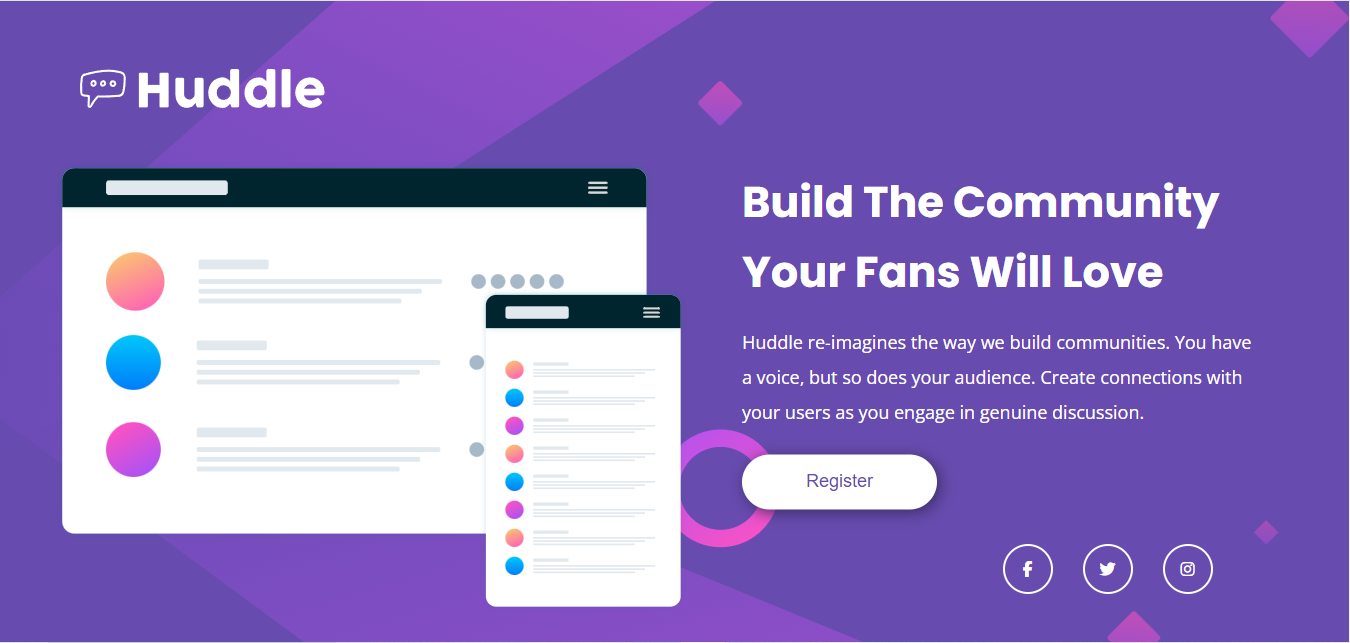 Huddle
Build The Community
Your Fans Will Love
Huddle re-imagines the way we build communities. You have
a voice, but so does your audience. Create connections with
your users as you engage in genuine discussion.
Register